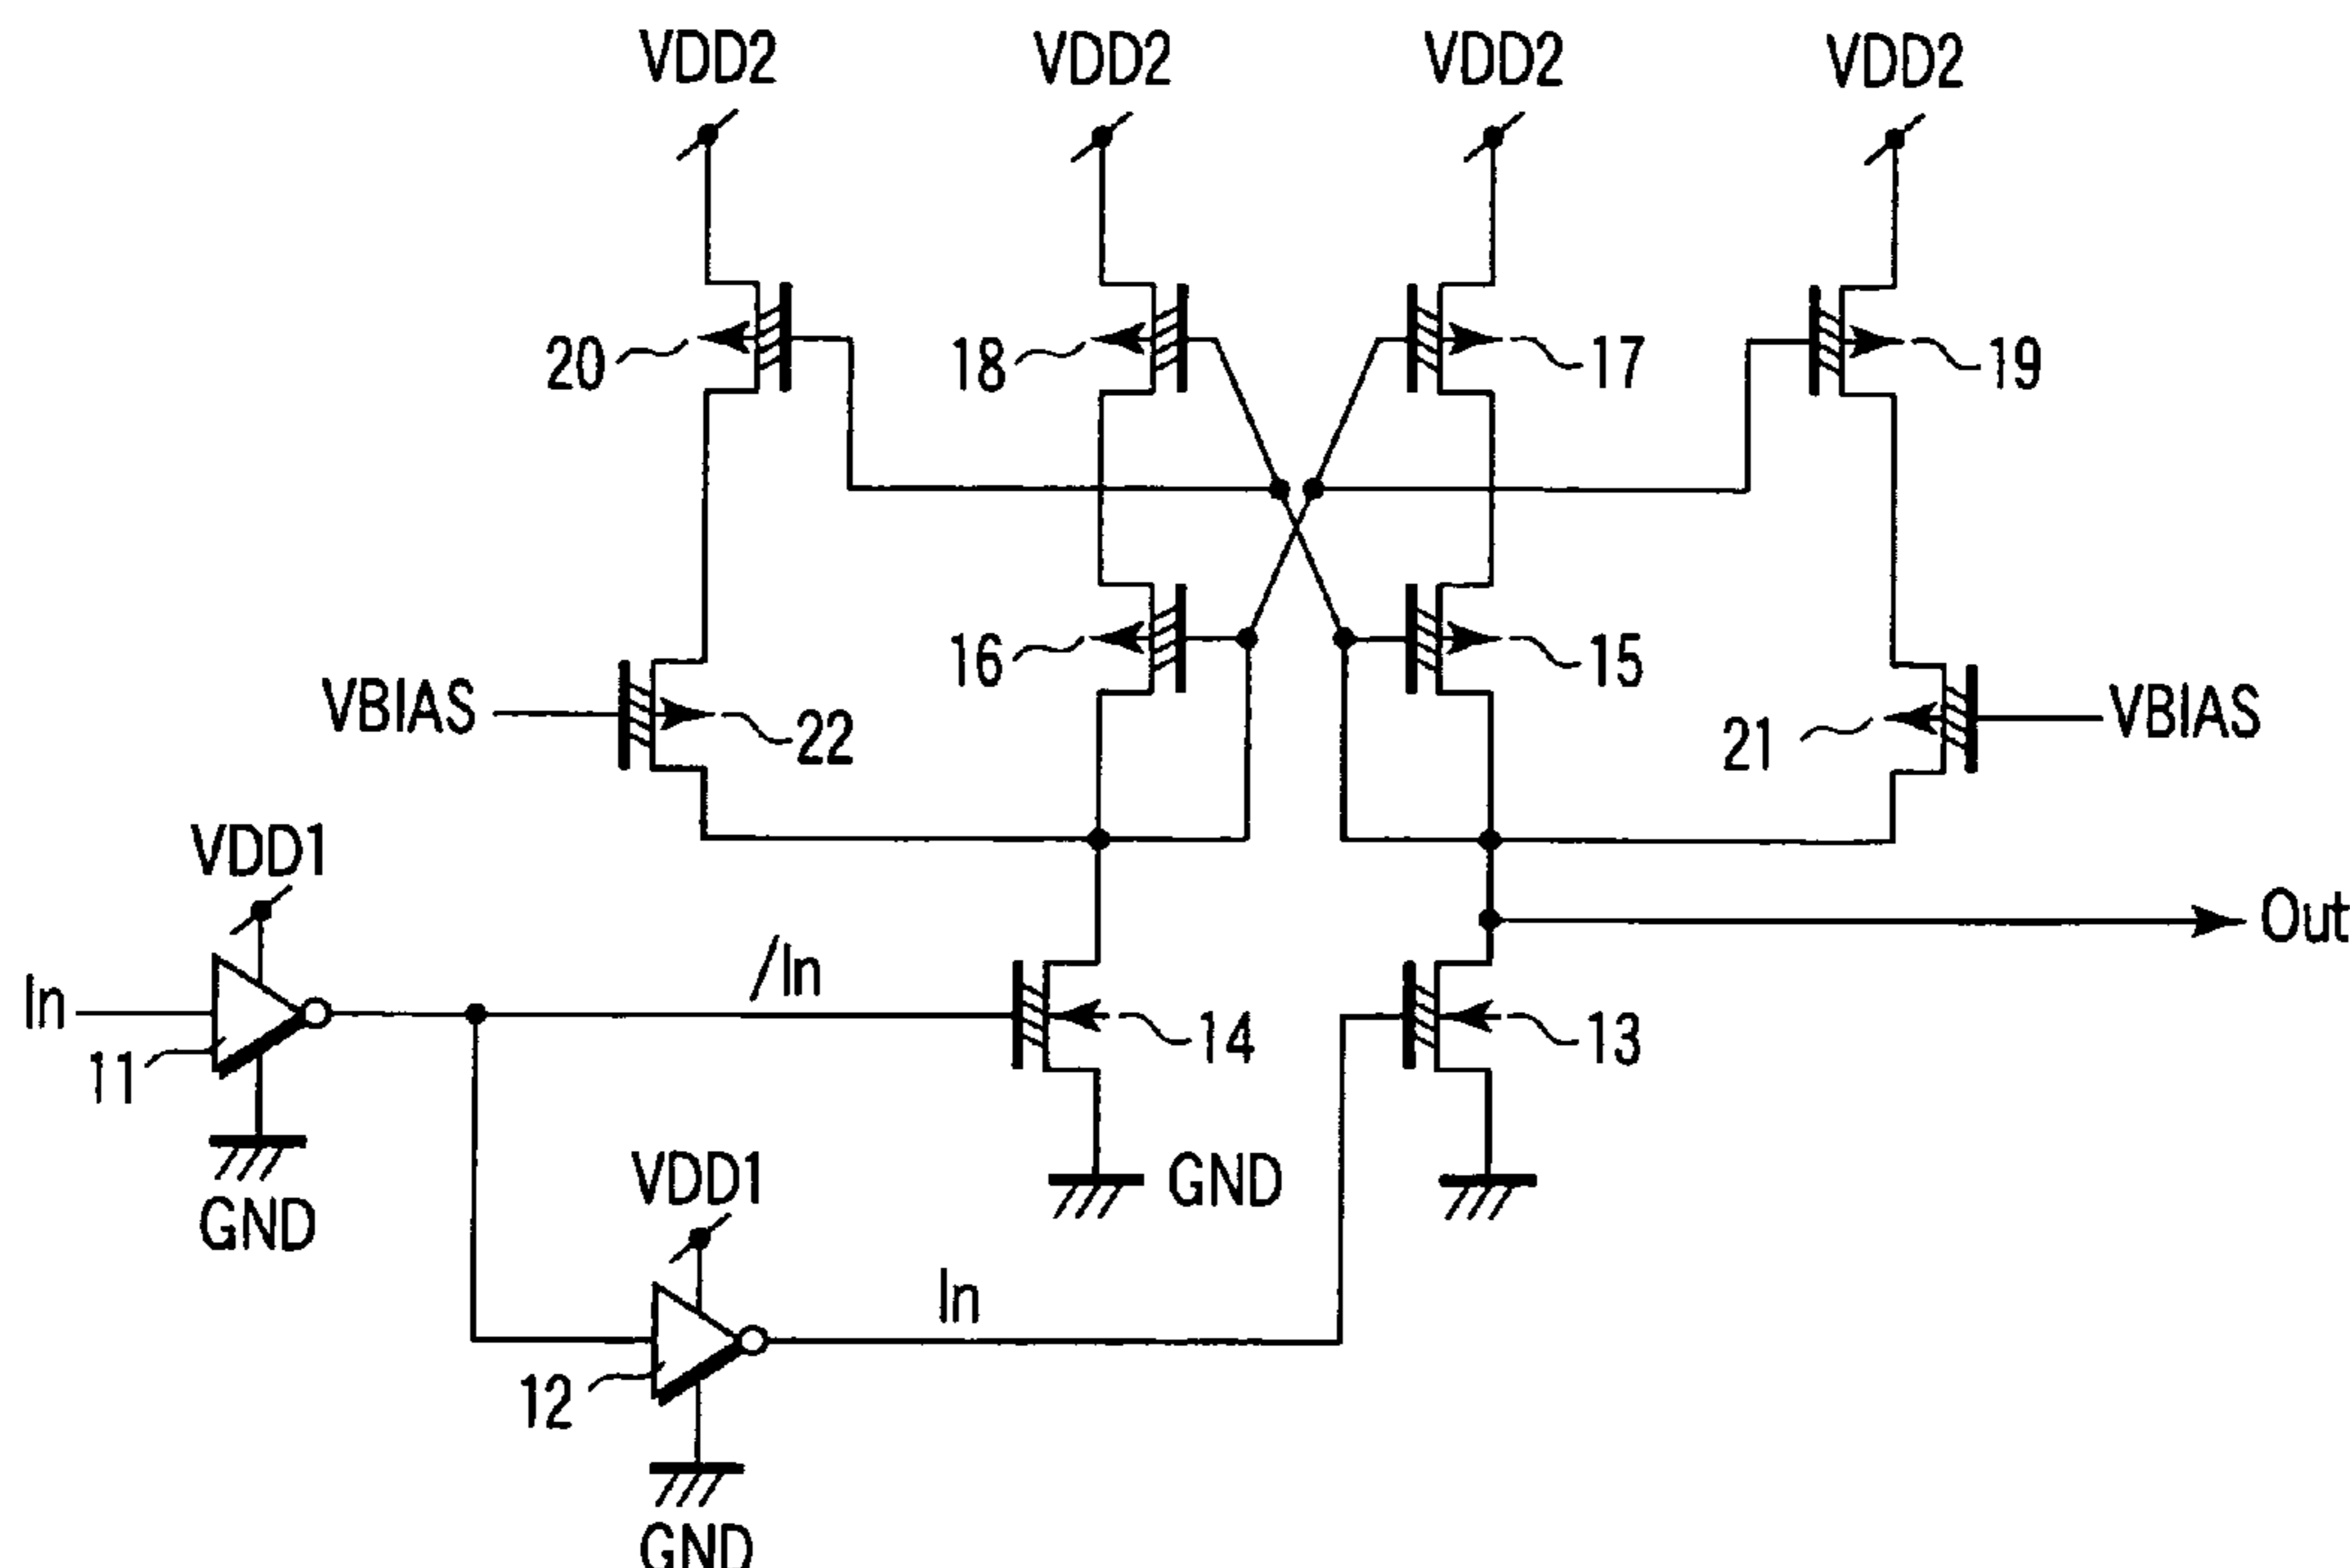 VDD2 VDD2 VDD2 VDD2
20 18 17 19
16 15
VBIAS 22 21 VBIAS
VDD1
Out
In /In
11 14 13
GND
VDD1 GND
In
12
GND